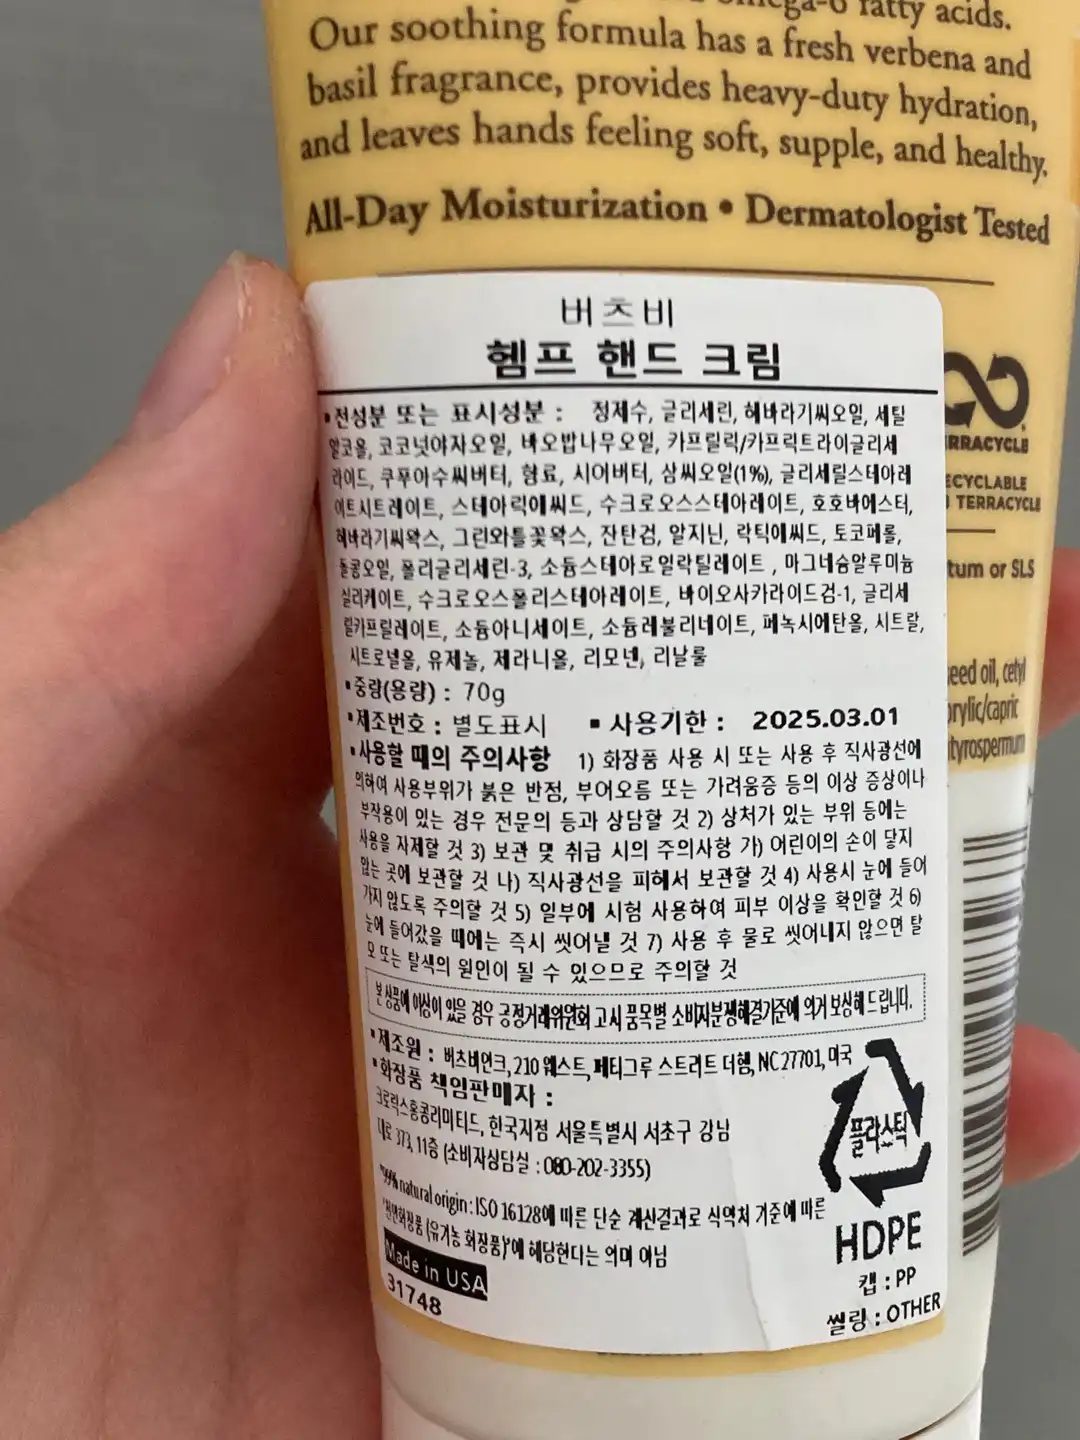 omega-6 fatty acids.
Our soothing formula has a fresh verbena and
basil fragrance, provides heavy-duty hydration,
and leaves hands feeling soft, supple, and healthy.
All-Day Moisturization • Dermatologist Tested
버츠비
헴프 핸드 크림
▪전성분 또는 표시성분 : 정제수, 글리세린, 해바라기씨오일, 세틸
알코올, 코코넛야자오일, 바오밥나무오일, 카프릴릭/카프릭트라이글리세
라이드, 쿠푸아수씨버터, 향료, 시어버터, 삼씨오일(1%), 글리세릴스테아레
이트시트레이트, 스테아릭애씨드, 수크로오스스테아레이트, 호호바에스터,
해바라기씨왁스, 그린와틀꽃왁스, 잔탄검, 알지닌, 락틱애씨드, 토코페롤,
돌콩오일, 폴리글리세린-3, 소듐스테아로일락틸레이트 , 마그네슘알루미늄
실리케이트, 수크로오스폴리스테아레이트, 바이오사카라이드검-1, 글리세
릴카프릴레이트, 소듐아니세이트, 소듐레불리네이트, 페녹시에탄올, 시트랄,
시트로넬올, 유제놀, 제라니올, 리모넨, 리날룰
▪중량(용량) : 70g
▪제조번호 : 별도표시 ▪사용기한 : 2025.03.01
▪사용할 때의 주의사항 1) 화장품 사용 시 또는 사용 후 직사광선에
의하여 사용부위가 붉은 반점, 부어오름 또는 가려움증 등의 이상 증상이나
부작용이 있는 경우 전문의 등과 상담할 것 2) 상처가 있는 부위 등에는
사용을 자제할 것 3) 보관 및 취급 시의 주의사항 가) 어린이의 손이 닿지
않는 곳에 보관할 것 나) 직사광선을 피해서 보관할 것 4) 사용시 눈에 들어
가지 않도록 주의할 것 5) 일부에 시험 사용하여 피부 이상을 확인할 것 6)
눈에 들어갔을 때에는 즉시 씻어낼 것 7) 사용 후 물로 씻어내지 않으면 탈
모 또는 탈색의 원인이 될 수 있으므로 주의할 것
본 상품에 이상이 있을 경우 공정거래위원회 고시 품목별 소비자분쟁해결기준에 의거 보상해 드립니다.
▪제조원 : 버츠비인크, 210 웨스트, 페티그루 스트리트 더햄, NC 27701, 미국
▪화장품 책임판매자 :
크로락스홍콩리미티드, 한국지점 서울특별시 서초구 강남
대로 373, 11층 (소비자상담실 : 080-202-3355)
*99% natural origin : ISO 16128에 따른 단순 계산결과로 식약처 기준에 따른
'천연화장품 (유기농 화장품)'에 해당한다는 의미 아님
Made in USA
31748
플라스틱
HDPE
캡 : PP
씰링 : OTHER
RRACYCLE
ECYCLABLE
TERRACYCLE
tum or SLS
eed oil, cetyl
prylic/capric
tyrospermum